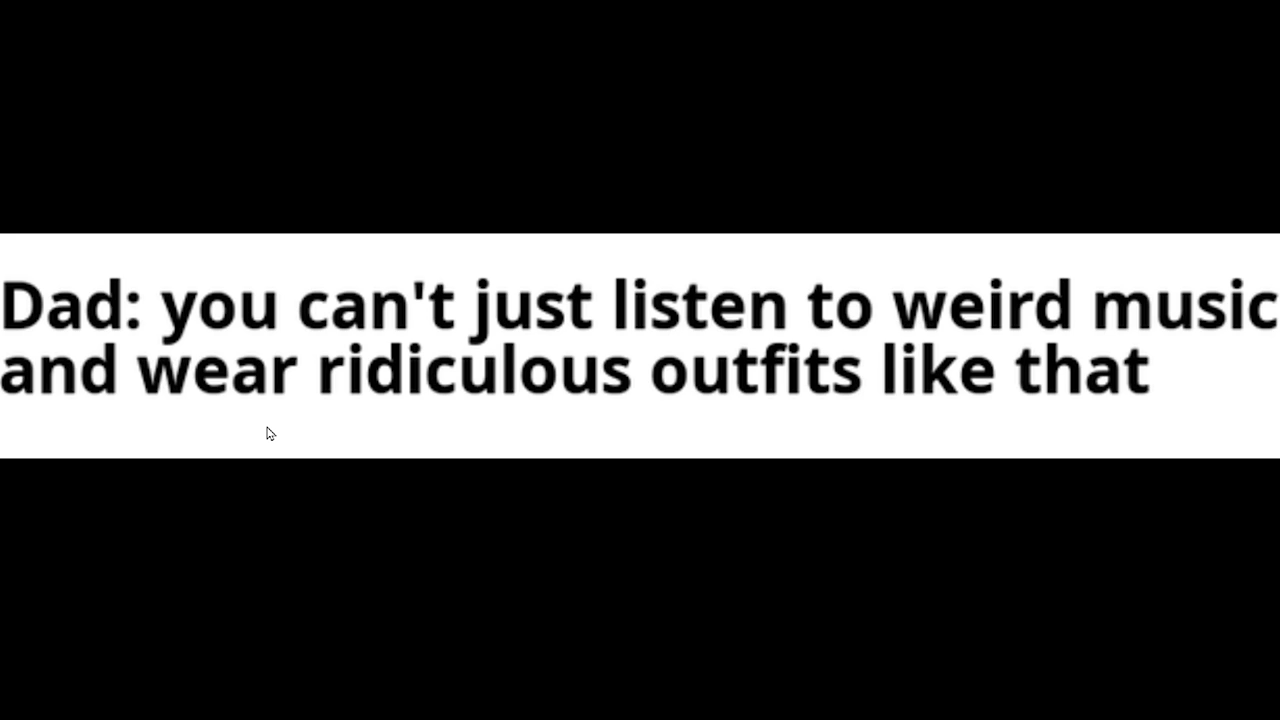 Dad: you can't just listen to weird music
and wear ridiculous outfits like that